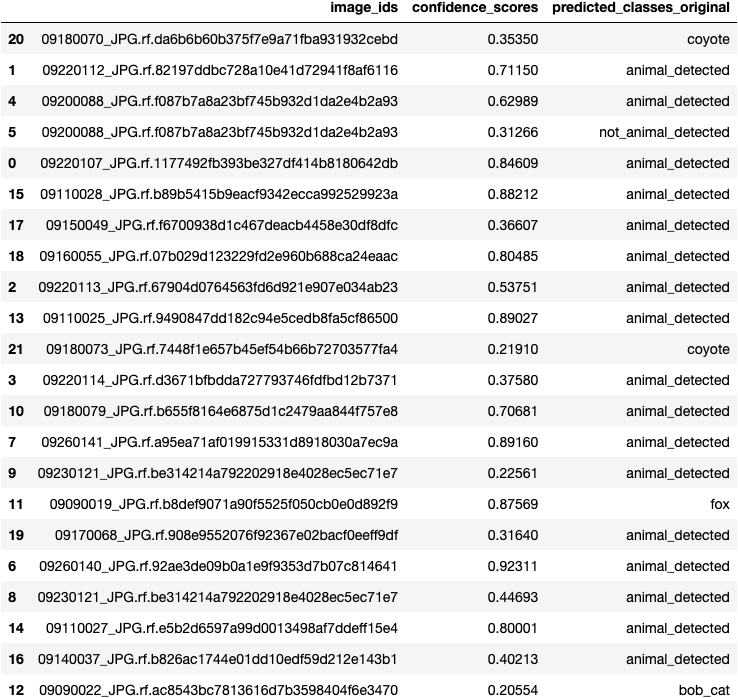 image_ids confidence_scores predicted_classes_original
20 09180070_JPG.rf.da6b6b60b375f7e9a71fba931932cebd 0.35350 coyote
1 09220112_JPG.rf.82197ddbc728a10e41d72941f8af6116 0.71150 animal_detected
4 09200088_JPG.rf.f087b7a8a23bf745b932d1da2e4b2a93 0.62989 animal_detected
5 09200088_JPG.rf.f087b7a8a23bf745b932d1da2e4b2a93 0.31266 not_animal_detected
0 09220107_JPG.rf.1177492fb393be327df414b8180642db 0.84609 animal_detected
15 09110028_JPG.rf.b89b5415b9eacf9342ecca992529923a 0.88212 animal_detected
17 09150049_JPG.rf.f6700938d1c467deacb4458e30df8dfc 0.36607 animal_detected
18 09160055_JPG.rf.07b029d123229fd2e960b688ca24eaac 0.80485 animal_detected
2 09220113_JPG.rf.67904d0764563fd6d921e907e034ab23 0.53751 animal_detected
13 09110025_JPG.rf.9490847dd182c94e5cedb8fa5cf86500 0.89027 animal_detected
21 09180073_JPG.rf.7448f1e657b45ef54b66b72703577fa4 0.21910 coyote
3 09220114_JPG.rf.d3671bfbdda727793746fdfbd12b7371 0.37580 animal_detected
10 09180079_JPG.rf.b655f8164e6875d1c2479aa844f757e8 0.70681 animal_detected
7 09260141_JPG.rf.a95ea71af019915331d8918030a7ec9a 0.89160 animal_detected
9 09230121_JPG.rf.be314214a792202918e4028ec5ec71e7 0.22561 animal_detected
11 09090019_JPG.rf.b8def9071a90f5525f050cb0e0d892f9 0.87569 fox
19 09170068_JPG.rf.908e9552076f92367e02bacf0eeff9df 0.31640 animal_detected
6 09260140_JPG.rf.92ae3de09b0a1e9f9353d7b07c814641 0.92311 animal_detected
8 09230121_JPG.rf.be314214a792202918e4028ec5ec71e7 0.44693 animal_detected
14 09110027_JPG.rf.e5b2d6597a99d0013498af7ddeff15e4 0.80001 animal_detected
16 09140037_JPG.rf.b826ac1744e01dd10edf59d212e143b1 0.40213 animal_detected
12 09090022_JPG.rf.ac8543bc7813616d7b3598404f6e3470 0.20554 bob_cat